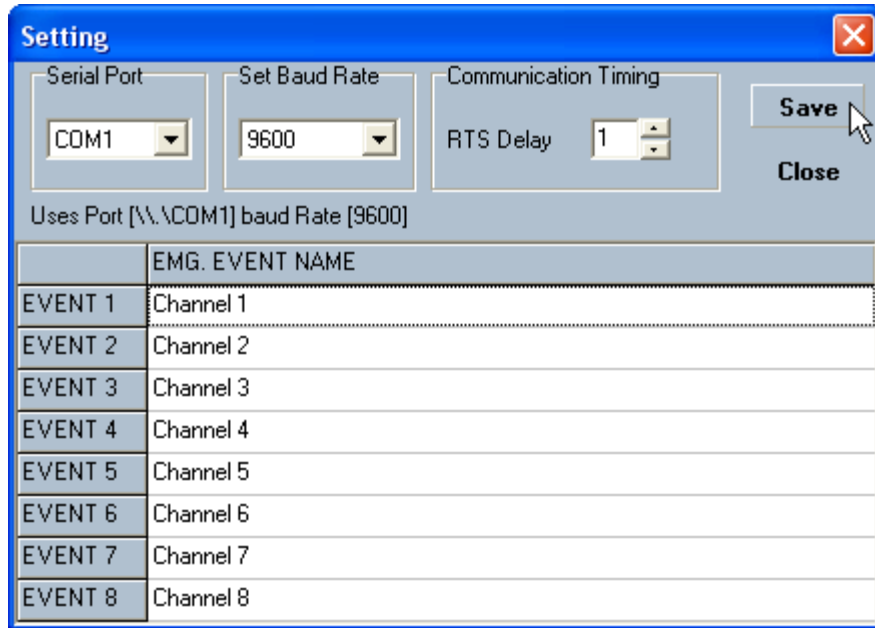 Setting
Serial Port
Set Baud Rate
Communication Timing
COM1
9600
RTS Delay
1
Save
Close
Uses Port [\\.\COM1] baud Rate [9600]
EMG. EVENT NAME
EVENT 1 Channel 1
EVENT 2 Channel 2
EVENT 3 Channel 3
EVENT 4 Channel 4
EVENT 5 Channel 5
EVENT 6 Channel 6
EVENT 7 Channel 7
EVENT 8 Channel 8